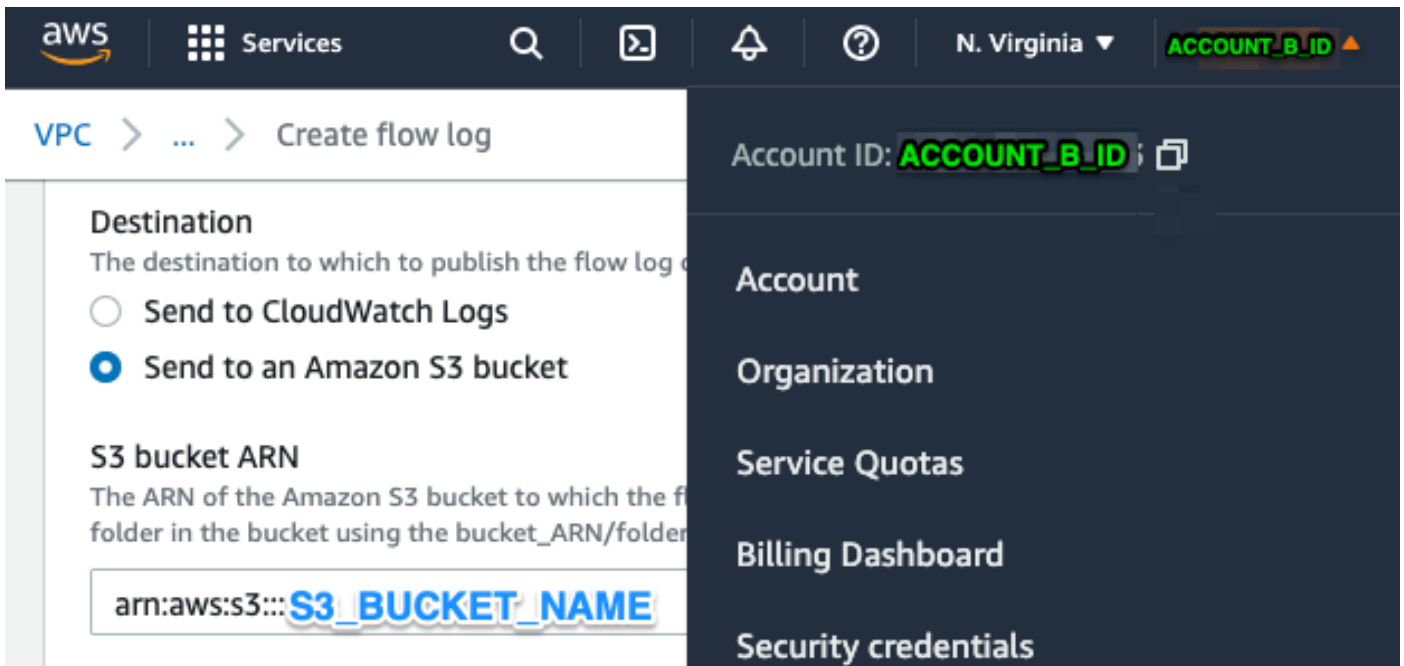 aws Services N. Virginia ACCOUNT_B_ID
VPC > ... > Create flow log
Destination
The destination to which to publish the flow log
Send to CloudWatch Logs
Send to an Amazon S3 bucket
S3 bucket ARN
The ARN of the Amazon S3 bucket to which the
folder in the bucket using the bucket_ARN/folder
arn:aws:s3:::S3_BUCKET_NAME
Account ID: ACCOUNT_B_ID
Account
Organization
Service Quotas
Billing Dashboard
Security credentials